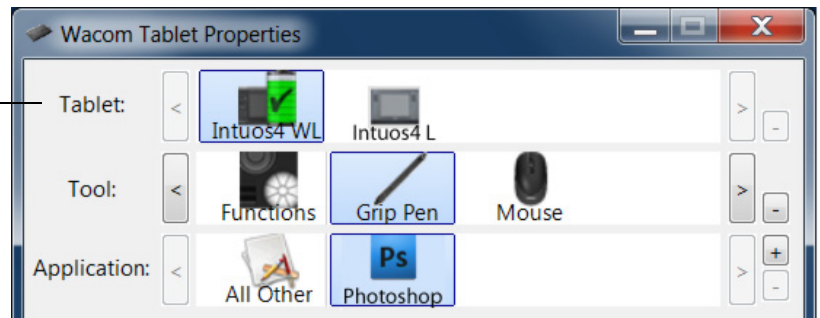 Wacom Tablet Properties
Tablet: < Intuos4 WL Intuos4 L > -
Tool: < Functions Grip Pen Mouse > -
Application: < All Other Ps Photoshop > + -